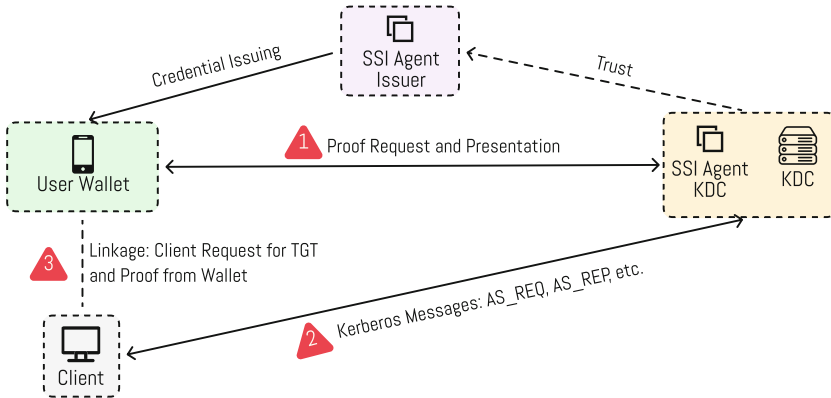 SSI Agent
Issuer
Credential Issuing
Trust
1
Proof Request and Presentation
User Wallet
SSI Agent
KDC
KDC
3
Linkage: Client Request for TGT
and Proof from Wallet
2
Kerberos Messages: AS_REQ, AS_REP, etc.
Client